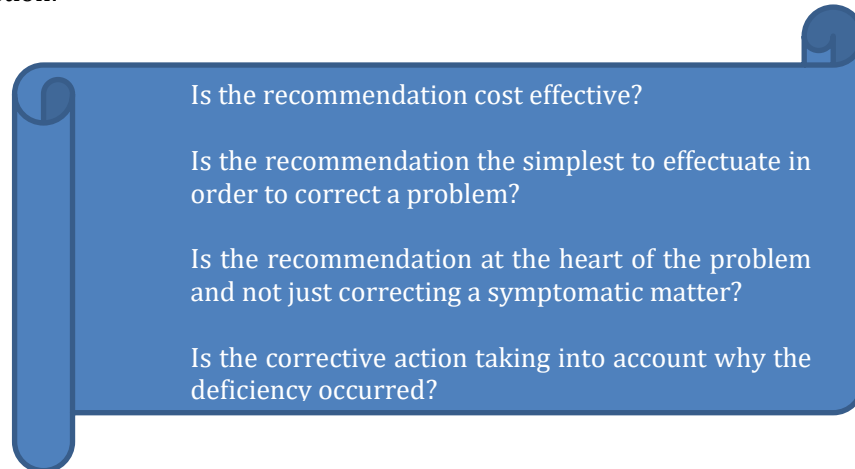 Is the recommendation cost effective?
Is the recommendation the simplest to effectuate in
order to correct a problem?
Is the recommendation at the heart of the problem
and not just correcting a symptomatic matter?
Is the corrective action taking into account why the
deficiency occurred?